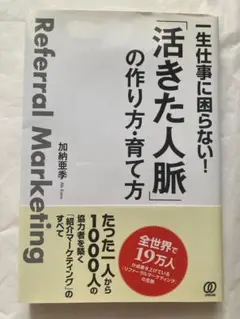 一生仕事に困らない!
「活きた人脈」
の作り方・育て方
加納亜季
Referral Marketing
たった一人から
1000人の
協力者を築く
「紹介マーケティング」の
すべて
全世界で
19万人